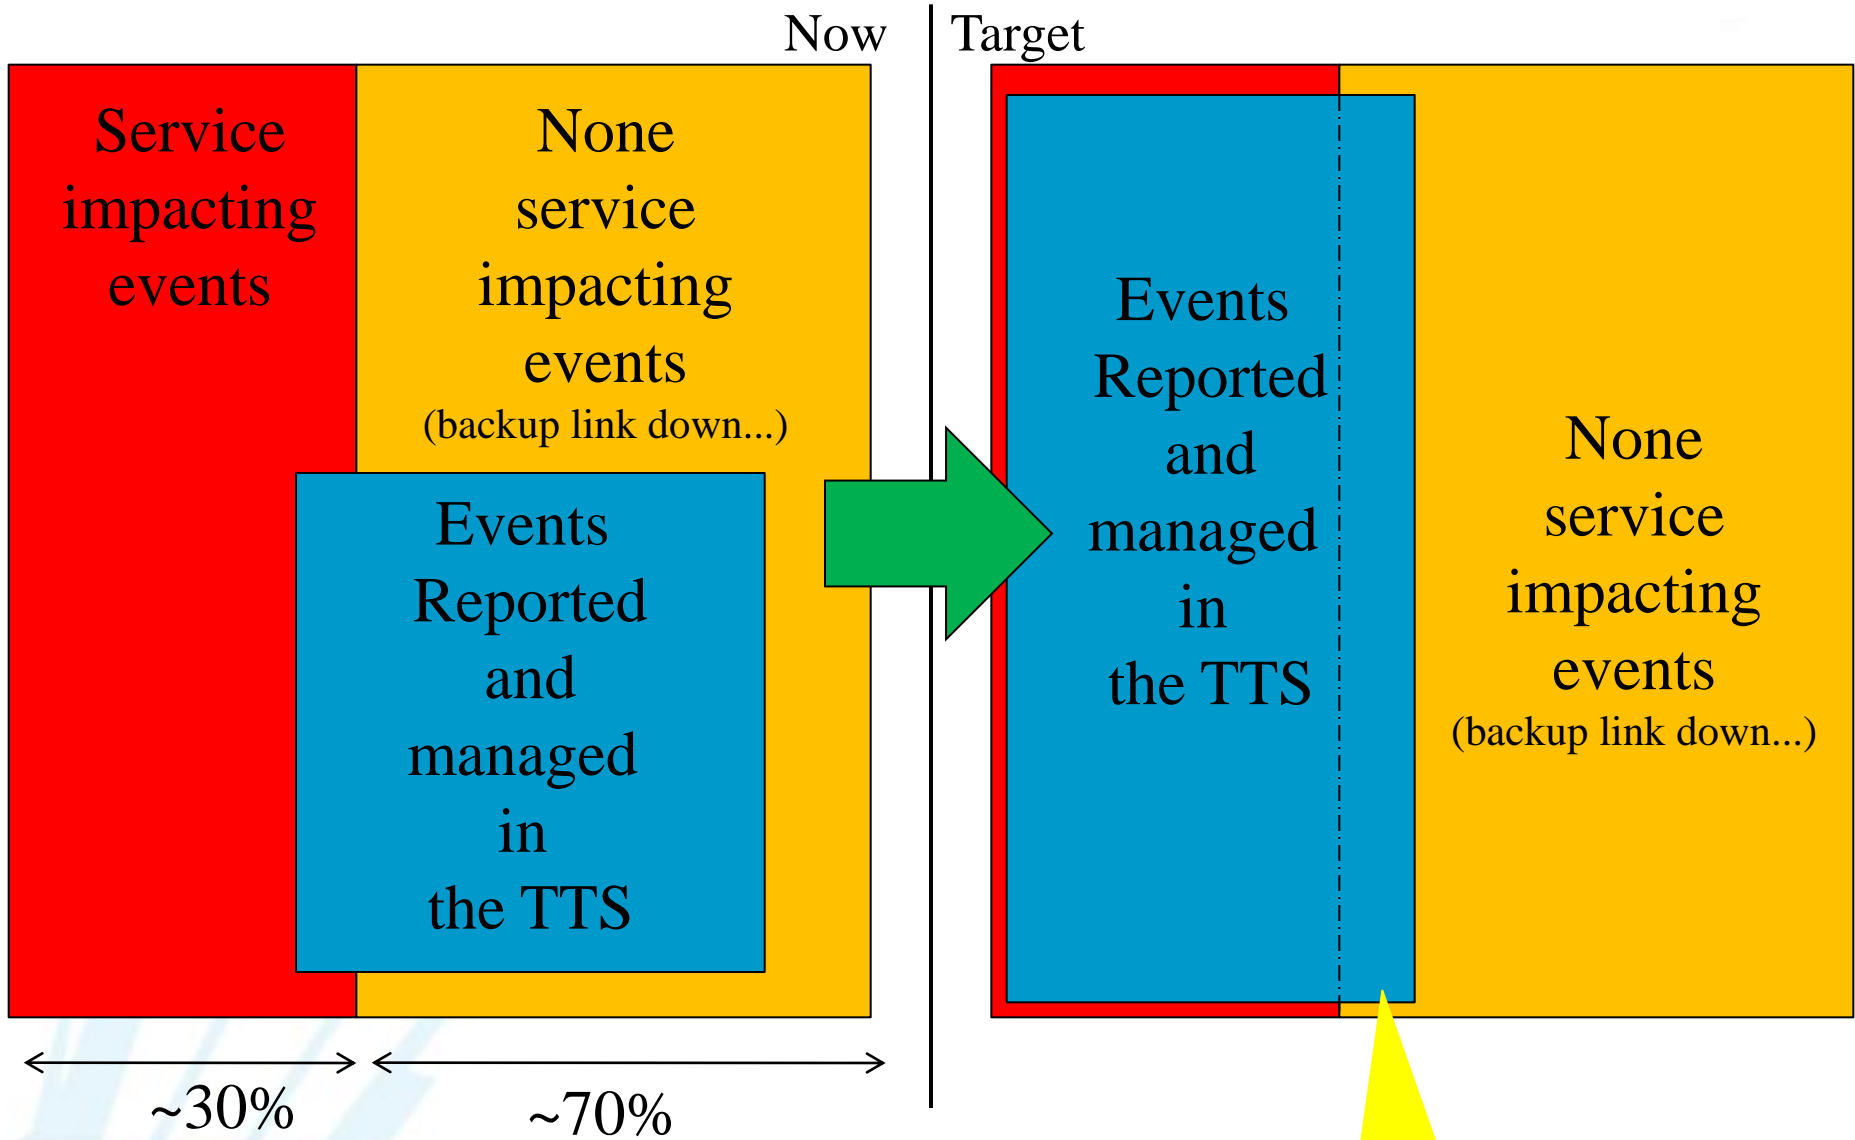 Now
Target
Service
impacting
events
None
service
impacting
events
(backup link down...)
Events
Reported
and
managed
in
the TTS
Events
Reported
and
managed
in
the TTS
None
service
impacting
events
(backup link down...)
~30%
~70%